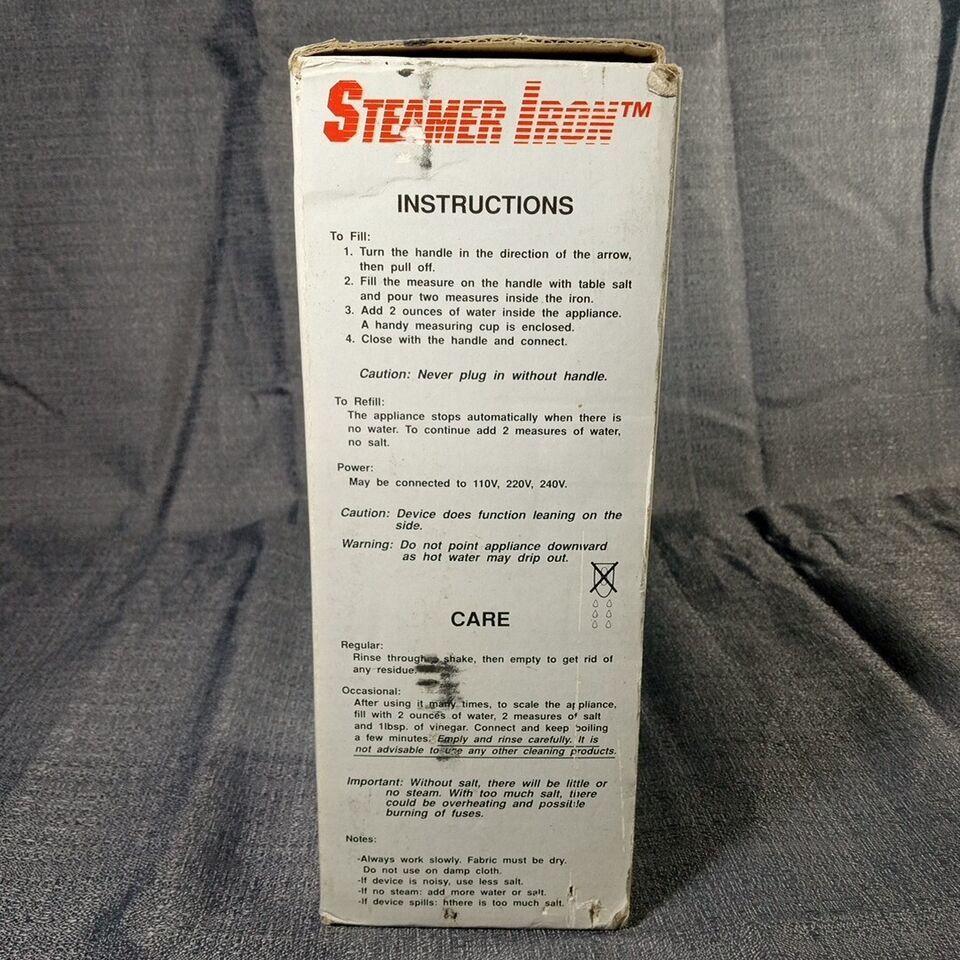 STEAMER IRON™
INSTRUCTIONS
To Fill:
1. Turn the handle in the direction of the arrow,
then pull off.
2. Fill the measure on the handle with table salt
and pour two measures inside the iron.
3. Add 2 ounces of water inside the appliance.
A handy measuring cup is enclosed.
4. Close with the handle and connect.
Caution: Never plug in without handle.
To Refill:
The appliance stops automatically when there is
no water. To continue add 2 measures of water,
no salt.
Power:
May be connected to 110V, 220V, 240V.
Caution: Device does function leaning on the
side.
Warning: Do not point appliance downward
as hot water may drip out.
CARE
Regular:
Rinse through, shake, then empty to get rid of
any residue.
Occasional:
After using it many times, to scale the appliance,
fill with 2 ounces of water, 2 measures of salt
and 1lbsp. of vinegar. Connect and keep boiling
a few minutes. Emply and rinse carefully. It is
not advisable to use any other cleaning products.
Important: Without salt, there will be little or
no steam. With too much salt, there
could be overheating and possible
burning of fuses.
Notes:
-Always work slowly. Fabric must be dry.
Do not use on damp cloth.
-If device is noisy, use less salt.
-If no steam: add more water or salt.
-If device spills: hthere is too much salt.